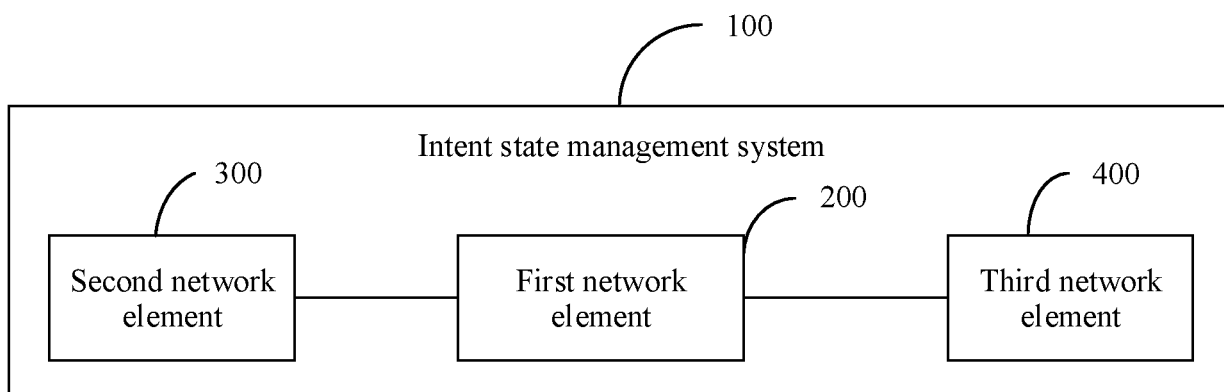 100
Intent state management system
300
200
400
Second network
element
First network
element
Third network
element